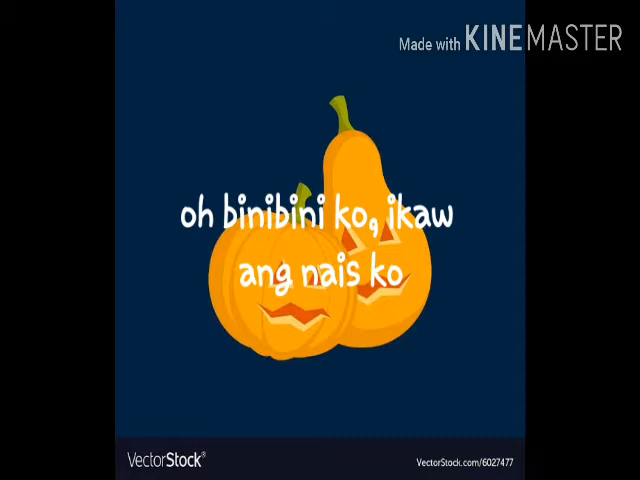 Made with KINEMASTER
oh binibini ko, ikaw
ang nais ko
VectorStock®
VectorStock.com/6027477